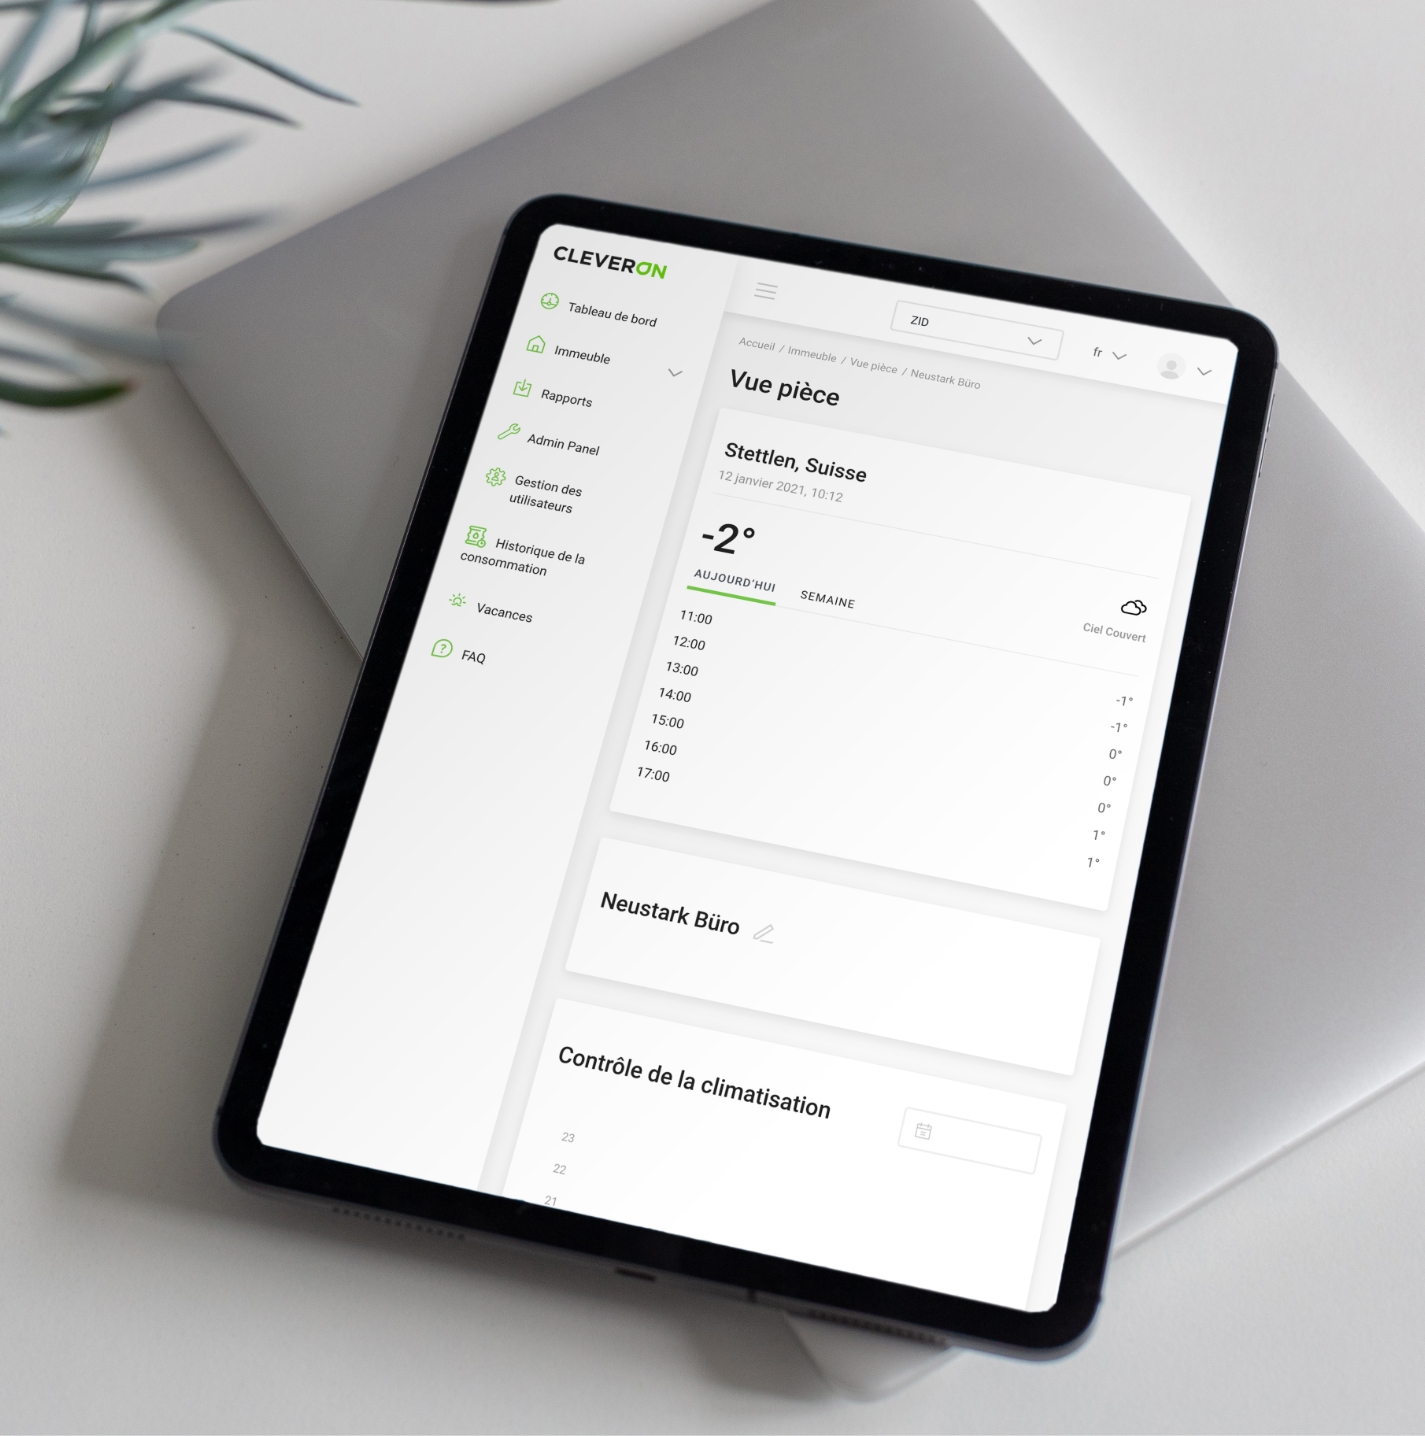 CLEVERON
Tableau de bord
Immeuble
Rapports
Admin Panel
Gestion des
utilisateurs
Historique de la
consommation
Vacances
FAQ
ZID
fr
Accueil / Immeuble / Vue pièce / Neustark Büro
Vue pièce
Stettlen, Suisse
12 janvier 2021, 10:12
-2°
Ciel Couvert
AUJOURD'HUI SEMAINE
11:00 -1°
12:00 -1°
13:00 0°
14:00 0°
15:00 0°
16:00 1°
17:00 1°
Neustark Büro
Contrôle de la climatisation
23
22
21